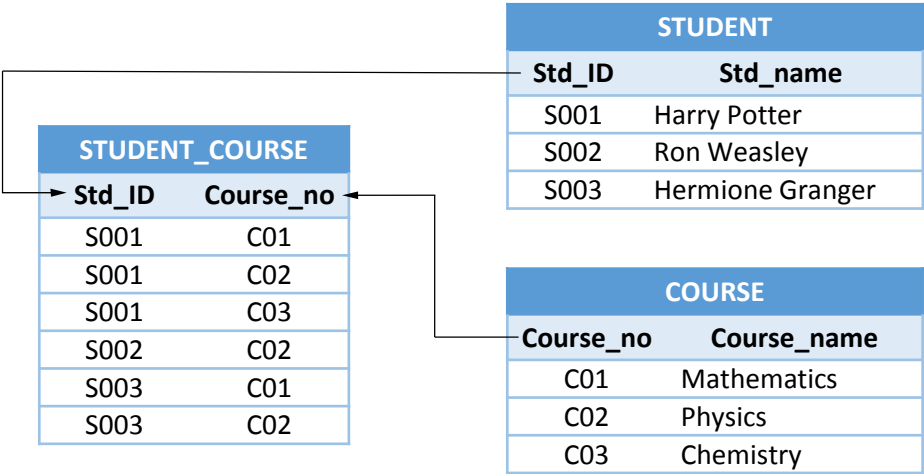 STUDENT
Std_ID Std_name
S001 Harry Potter
S002 Ron Weasley
S003 Hermione Granger
STUDENT_COURSE
Std_ID Course_no
S001 C01
S001 C02
S001 C03
S002 C02
S003 C01
S003 C02
COURSE
Course_no Course_name
C01 Mathematics
C02 Physics
C03 Chemistry